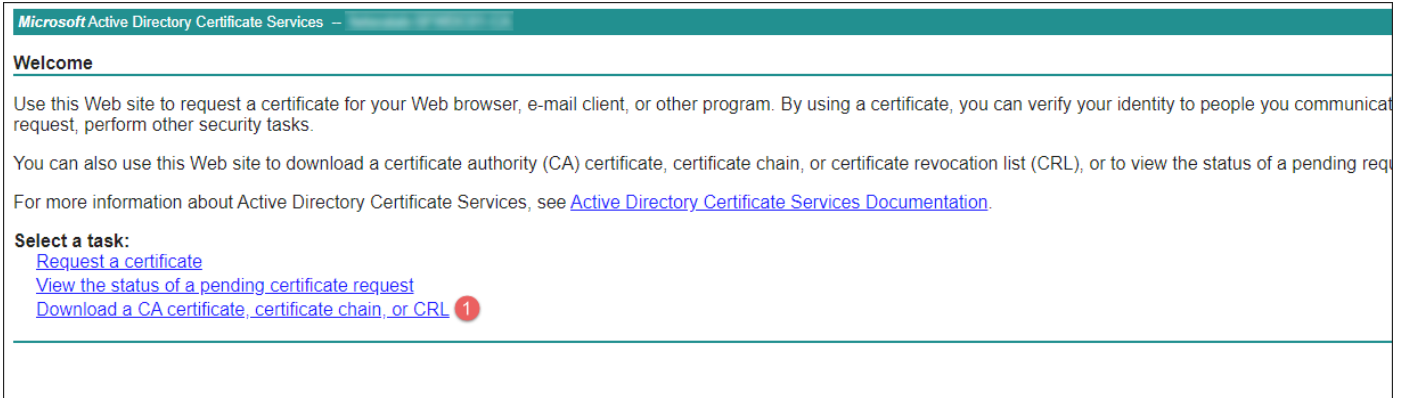 Microsoft Active Directory Certificate Services --
Welcome
Use this Web site to request a certificate for your Web browser, e-mail client, or other program. By using a certificate, you can verify your identity to people you communicat
request, perform other security tasks.
You can also use this Web site to download a certificate authority (CA) certificate, certificate chain, or certificate revocation list (CRL), or to view the status of a pending requ
For more information about Active Directory Certificate Services, see Active Directory Certificate Services Documentation.
Select a task:
Request a certificate
View the status of a pending certificate request
Download a CA certificate, certificate chain, or CRL 1